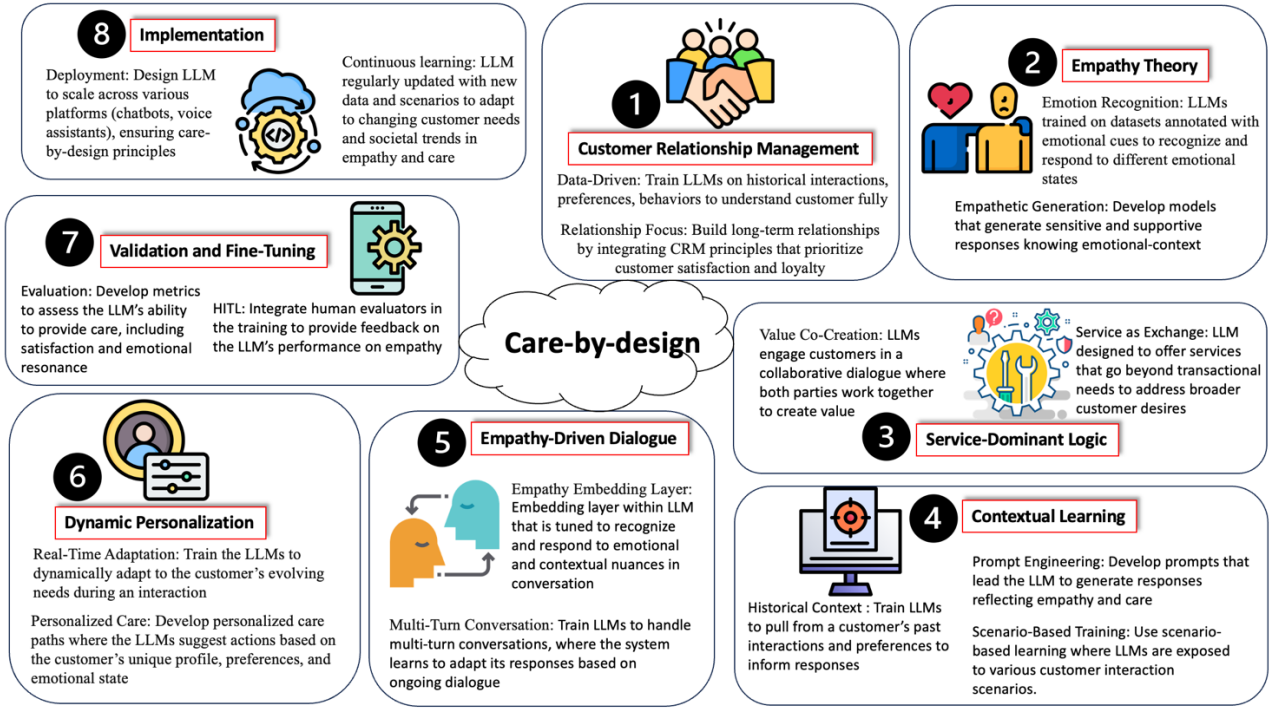 Care-by-design
1
Customer Relationship Management
Data-Driven: Train LLMs on historical interactions,
preferences, behaviors to understand customer fully
Relationship Focus: Build long-term relationships
by integrating CRM principles that prioritize
customer satisfaction and loyalty
2
Empathy Theory
Emotion Recognition: LLMs
trained on datasets annotated with
emotional cues to recognize and
respond to different emotional
states
Empathetic Generation: Develop models
that generate sensitive and supportive
responses knowing emotional-context
Value Co-Creation: LLMs
engage customers in a
collaborative dialogue where
both parties work together
to create value
?
Service as Exchange: LLM
designed to offer services
that go beyond transactional
needs to address broader
customer desires
3
Service-Dominant Logic
4
Contextual Learning
Historical Context : Train LLMs
to pull from a customer’s past
interactions and preferences to
inform responses
Prompt Engineering: Develop prompts that
lead the LLM to generate responses
reflecting empathy and care
Scenario-Based Training: Use scenario-
based learning where LLMs are exposed
to various customer interaction
scenarios.
5
Empathy-Driven Dialogue
Empathy Embedding Layer:
Embedding layer within LLM
that is tuned to recognize
and respond to emotional
and contextual nuances in
conversation
Multi-Turn Conversation: Train LLMs to handle
multi-turn conversations, where the system
learns to adapt its responses based on
ongoing dialogue
6
Dynamic Personalization
Real-Time Adaptation: Train the LLMs to
dynamically adapt to the customer’s evolving
needs during an interaction
Personalized Care: Develop personalized care
paths where the LLMs suggest actions based on
the customer’s unique profile, preferences, and
emotional state
7
Validation and Fine-Tuning
Evaluation: Develop metrics
to assess the LLM’s ability
to provide care, including
satisfaction and emotional
resonance
HITL: Integrate human evaluators in
the training to provide feedback on
the LLM’s performance on empathy
8
Implementation
Deployment: Design LLM
to scale across various
platforms (chatbots, voice
assistants), ensuring care-
by-design principles
</>
Continuous learning: LLM
regularly updated with new
data and scenarios to adapt
to changing customer needs
and societal trends in
empathy and care